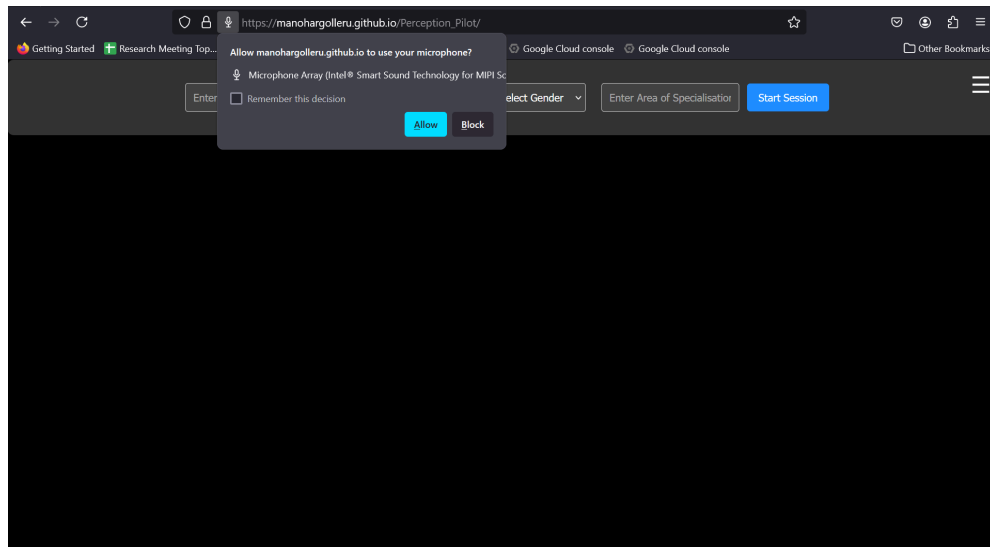 https://manohargolleru.github.io/Perception_Pilot/
Getting Started Research Meeting Top... Google Cloud console Google Cloud console Other Bookmarks
Allow manohargolleru.github.io to use your microphone?
Microphone Array (Intel® Smart Sound Technology for MIPI Sc
Remember this decision
Allow Block
Enter elect Gender Enter Area of Specialisation Start Session